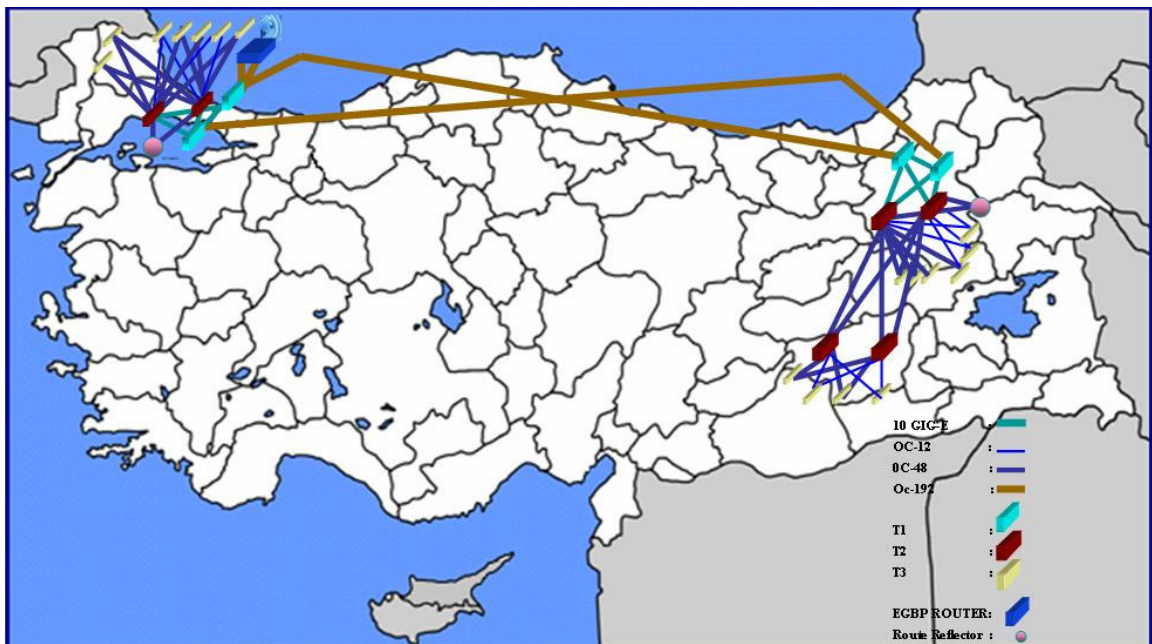 10 GIG-E :
OC-12 :
0C-48 :
Oc-192 :
T1 :
T2 :
T3 :
EGBP ROUTER:
Route Reflector :